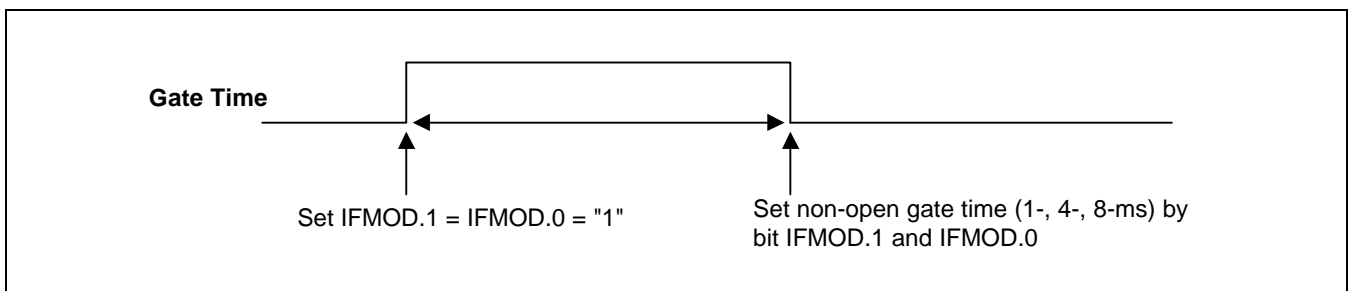 Gate Time
Set IFMOD.1 = IFMOD.0 = "1"
Set non-open gate time (1-, 4-, 8-ms) by
bit IFMOD.1 and IFMOD.0